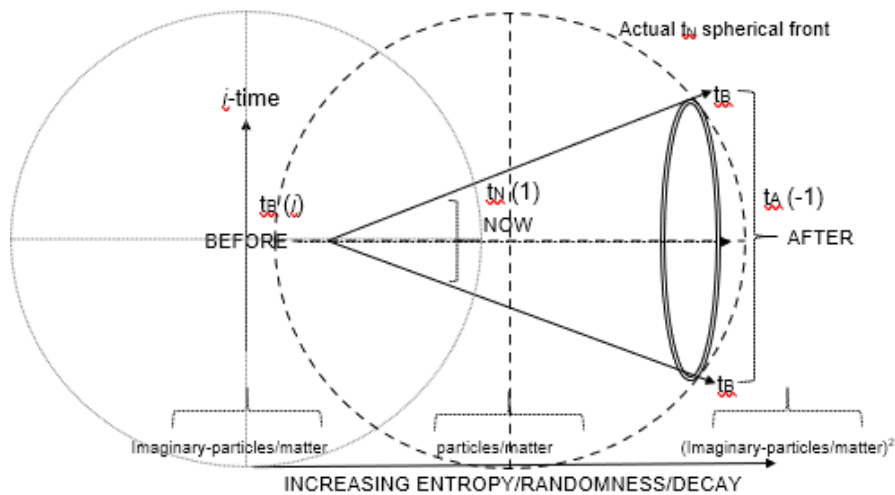 Actual tN spherical front
i-time
tB
tB (i)
tN (1)
tA (-1)
BEFORE
NOW
AFTER
tB
Imaginary-particles/matter
particles/matter
(Imaginary-particles/matter)²
INCREASING ENTROPY/RANDOMNESS/DECAY